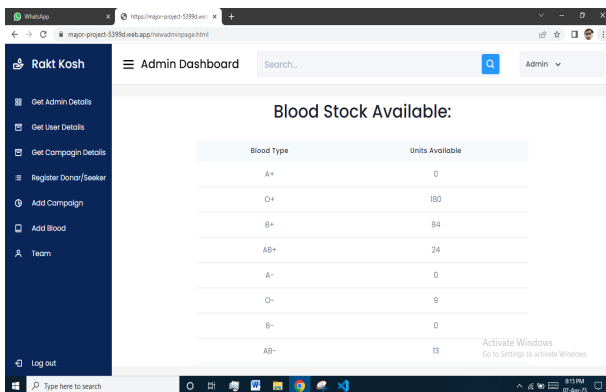 WhatsApp
https://major-project-5399d.web.
major-project-5399d.web.app/newadminpage.html
Rakt Kosh
Admin Dashboard
Search...
Admin
Get Admin Details
Get User Details
Get Campagin Details
Register Donar/Seeker
Add Campaign
Add Blood
Team
Log out
Blood Stock Available:
Blood Type Units Available
A+ 0
O+ 180
B+ 84
AB+ 24
A- 0
O- 9
B- 0
AB- 13
Activate Windows
Go to Settings to activate Windows.
Type here to search
8:15 PM
07-Apr-23